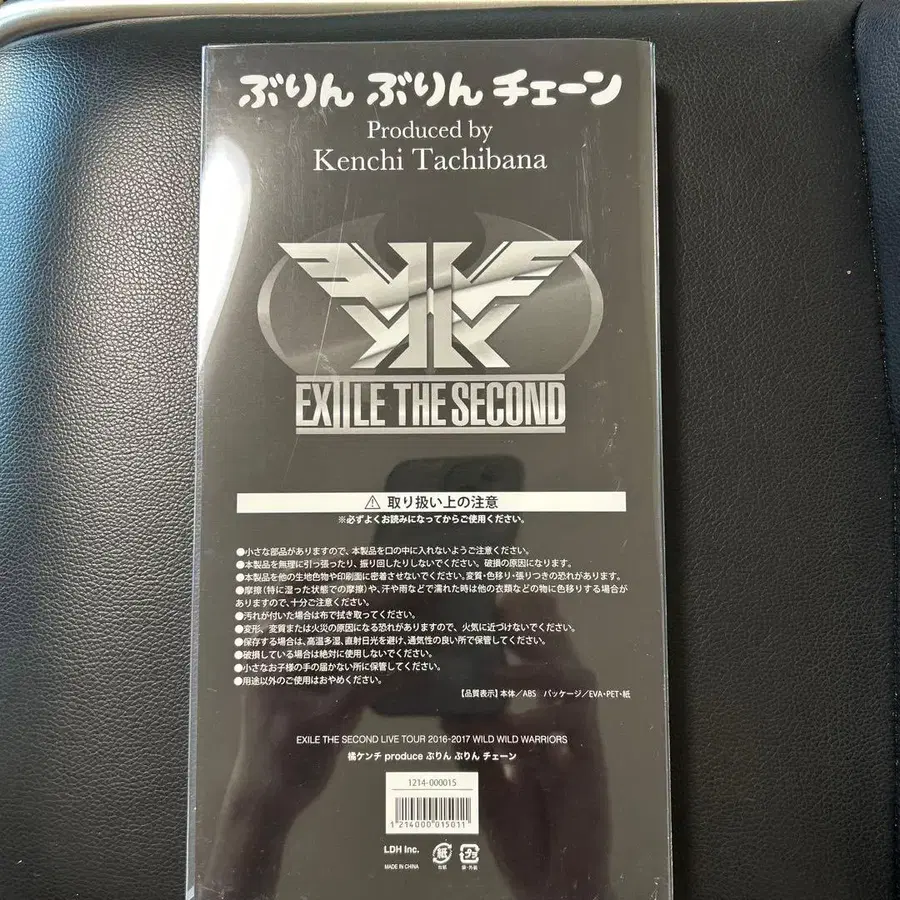 ぶりん ぶりん チェーン
Produced by
Kenchi Tachibana
EXILE THE SECOND
⚠ 取り扱い上の注意
※必ずよくお読みになってからご使用ください。
●小さな部品がありますので、本製品を口の中に入れないようご注意ください。
●本製品を無理に引っ張ったり、振り回したりしないでください。破損の原因になります。
●本製品を他の生地色物や印刷面に密着させないでください。変質・色移り・張りつきの恐れがあります。
●摩擦（特に湿った状態での摩擦）や、汗や雨などで濡れた時は他の衣類などの物に色移りする場合が
ありますので、十分ご注意ください。
●汚れが付いた場合は布で拭き取ってください。
●変形、変質または火災の原因になる恐れがありますので、火気に近づけないでください。
●保存する場合は、高温多湿、直射日光を避け、通気性の良い所で保管してください。
●破損している場合は絶対に使用しないでください。
●小さなお子様の手の届かない所に保管してください。
●用途以外のご使用はおやめください。
【品質表示】本体／ABS パッケージ／EVA・PET・紙
EXILE THE SECOND LIVE TOUR 2016-2017 WILD WILD WARRIORS
橘ケンチ produce ぶりん ぶりん チェーン
1214-000015
1214000015011
LDH Inc.
MADE IN CHINA
紙
プラ